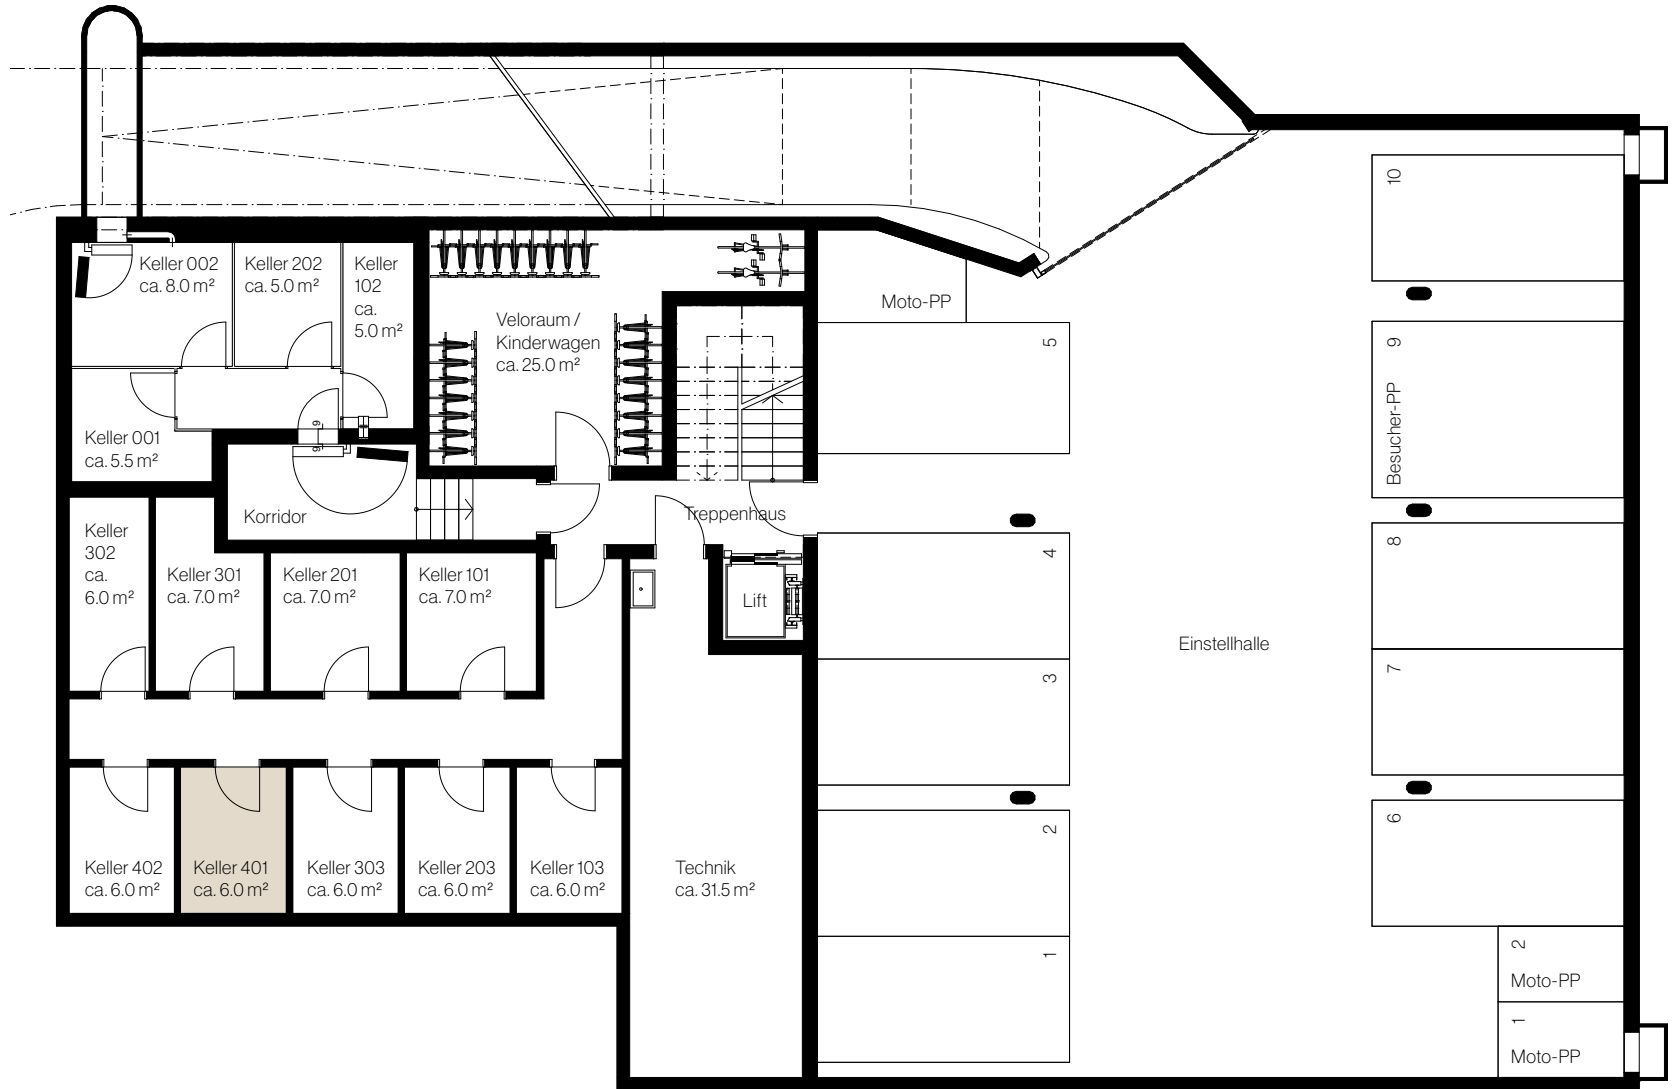 Keller 002
ca. 8.0 m²
Keller 202
ca. 5.0 m²
Keller
102
ca.
5.0 m²
Keller 001
ca. 5.5 m²
Veloraum /
Kinderwagen
ca. 25.0 m²
Moto-PP
5
10
9
Besucher-PP
9
9
Korridor
Treppenhaus
Keller
302
ca.
6.0 m²
Keller 301
ca. 7.0 m²
Keller 201
ca. 7.0 m²
Keller 101
ca. 7.0 m²
Lift
4
8
Einstellhalle
3
7
2
6
Keller 402
ca. 6.0 m²
Keller 401
ca. 6.0 m²
Keller 303
ca. 6.0 m²
Keller 203
ca. 6.0 m²
Keller 103
ca. 6.0 m²
Technik
ca. 31.5 m²
1
2
Moto-PP
1
Moto-PP